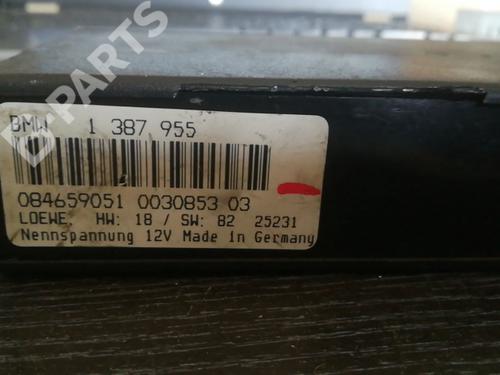 B-PARTS
BMW 1 387 955
084659051 0030853 03
LOEWE. HW: 18 / SW: 82 25231
Nennspannung 12V Made in Germany
B-PARTS